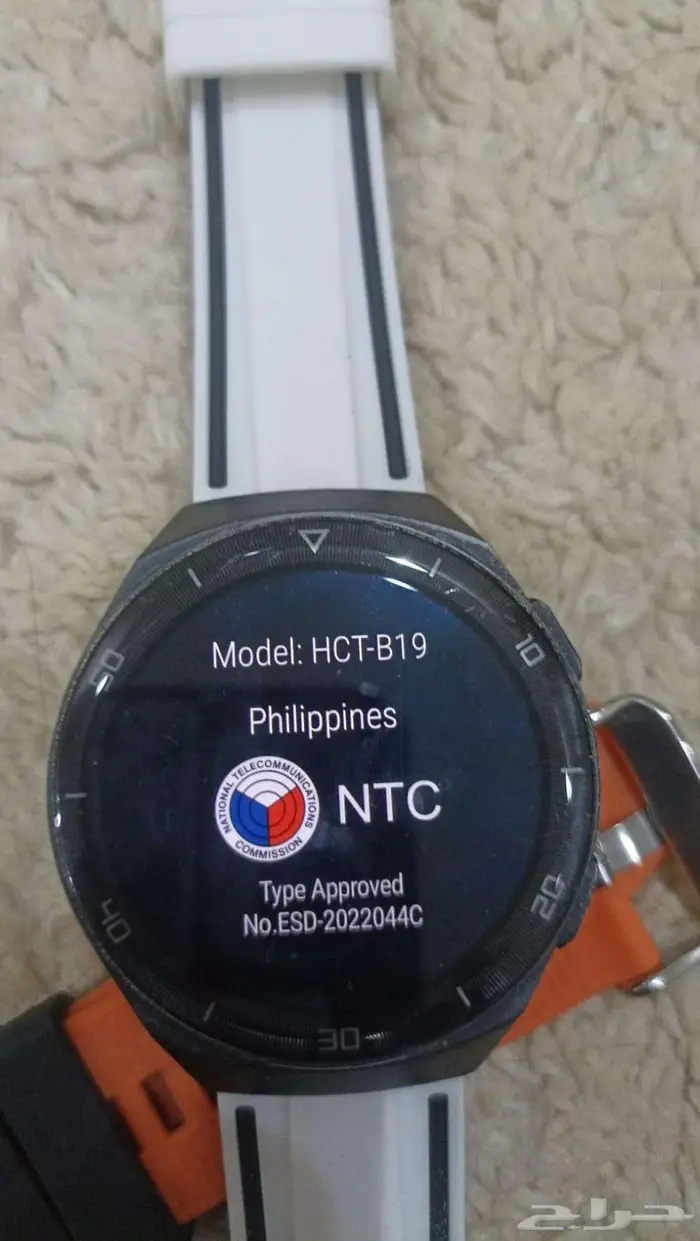 Model: HCT-B19
Philippines
NATIONAL TELECOMMUNICATIONS COMMISSION
NTC
Type Approved
No.ESD-2022044C
50
10
40
20
30
حراج